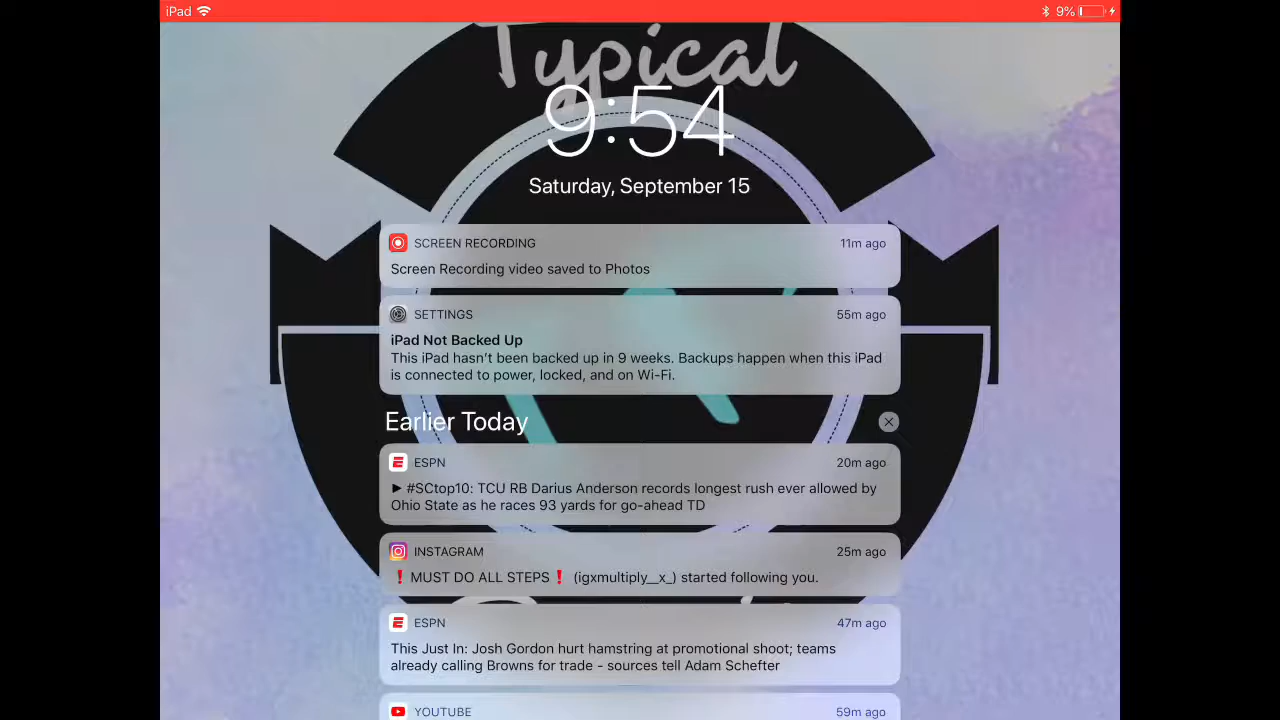 iPad
9%
Typical
9:54
Saturday, September 15
SCREEN RECORDING 11m ago
Screen Recording video saved to Photos
SETTINGS 55m ago
iPad Not Backed Up
This iPad hasn't been backed up in 9 weeks. Backups happen when this iPad
is connected to power, locked, and on Wi-Fi.
Earlier Today
ESPN 20m ago
▶ #SCtop10: TCU RB Darius Anderson records longest rush ever allowed by
Ohio State as he races 93 yards for go-ahead TD
INSTAGRAM 25m ago
❗MUST DO ALL STEPS❗ (igxmultiply__x_) started following you.
ESPN 47m ago
This Just In: Josh Gordon hurt hamstring at promotional shoot; teams
already calling Browns for trade - sources tell Adam Schefter
YOUTUBE 59m ago